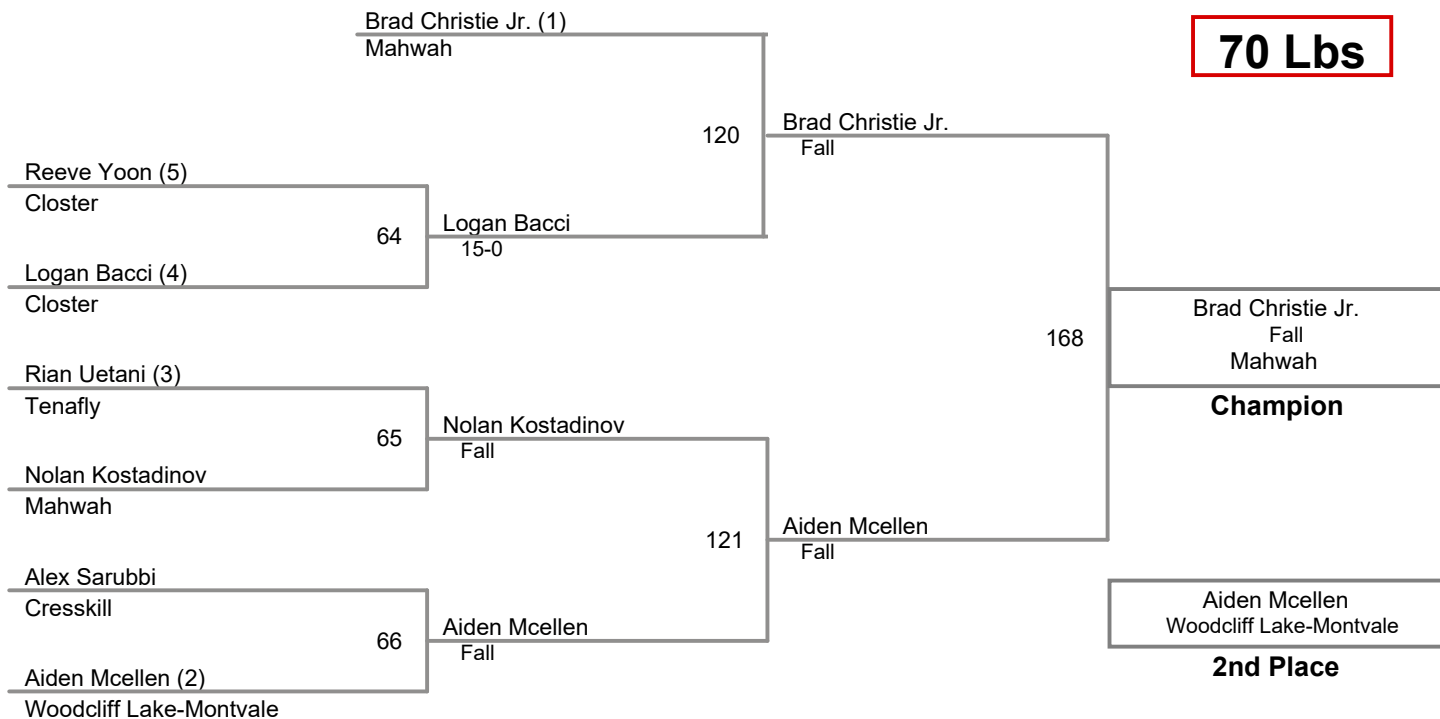 Brad Christie Jr. (1)
Mahwah
70 Lbs
120
Brad Christie Jr.
Fall
Reeve Yoon (5)
Closter
64
Logan Bacci
15-0
Logan Bacci (4)
Closter
168
Brad Christie Jr.
Fall
Mahwah
Champion
Rian Uetani (3)
Tenafly
65
Nolan Kostadinov
Fall
Nolan Kostadinov
Mahwah
121
Aiden Mcellen
Fall
Alex Sarubbi
Cresskill
66
Aiden Mcellen
Fall
Aiden Mcellen (2)
Woodcliff Lake-Montvale
Aiden Mcellen
Woodcliff Lake-Montvale
2nd Place